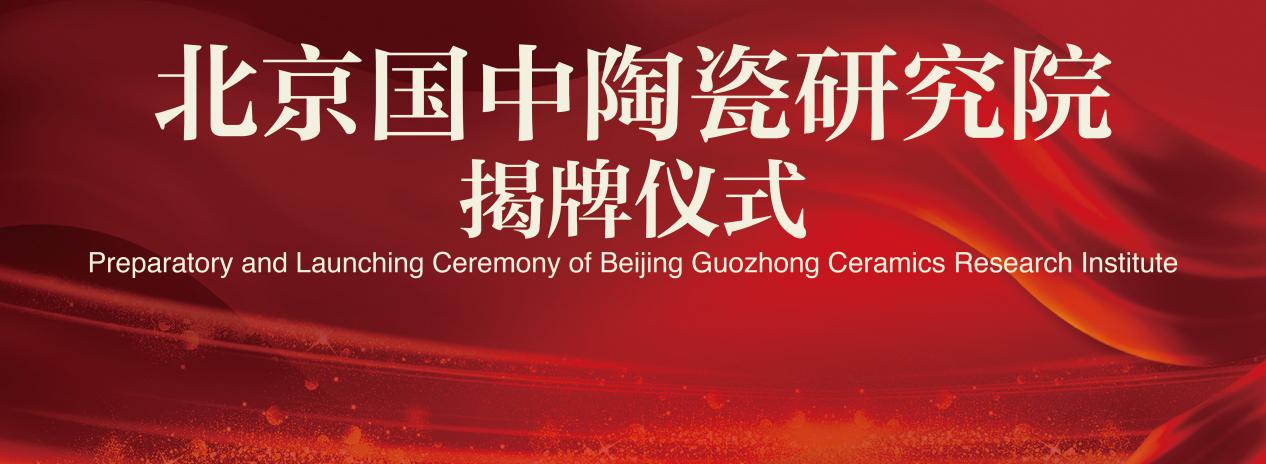 北京国中陶瓷研究院
揭牌仪式
Preparatory and Launching Ceremony of Beijing Guozhong Ceramics Research Institute